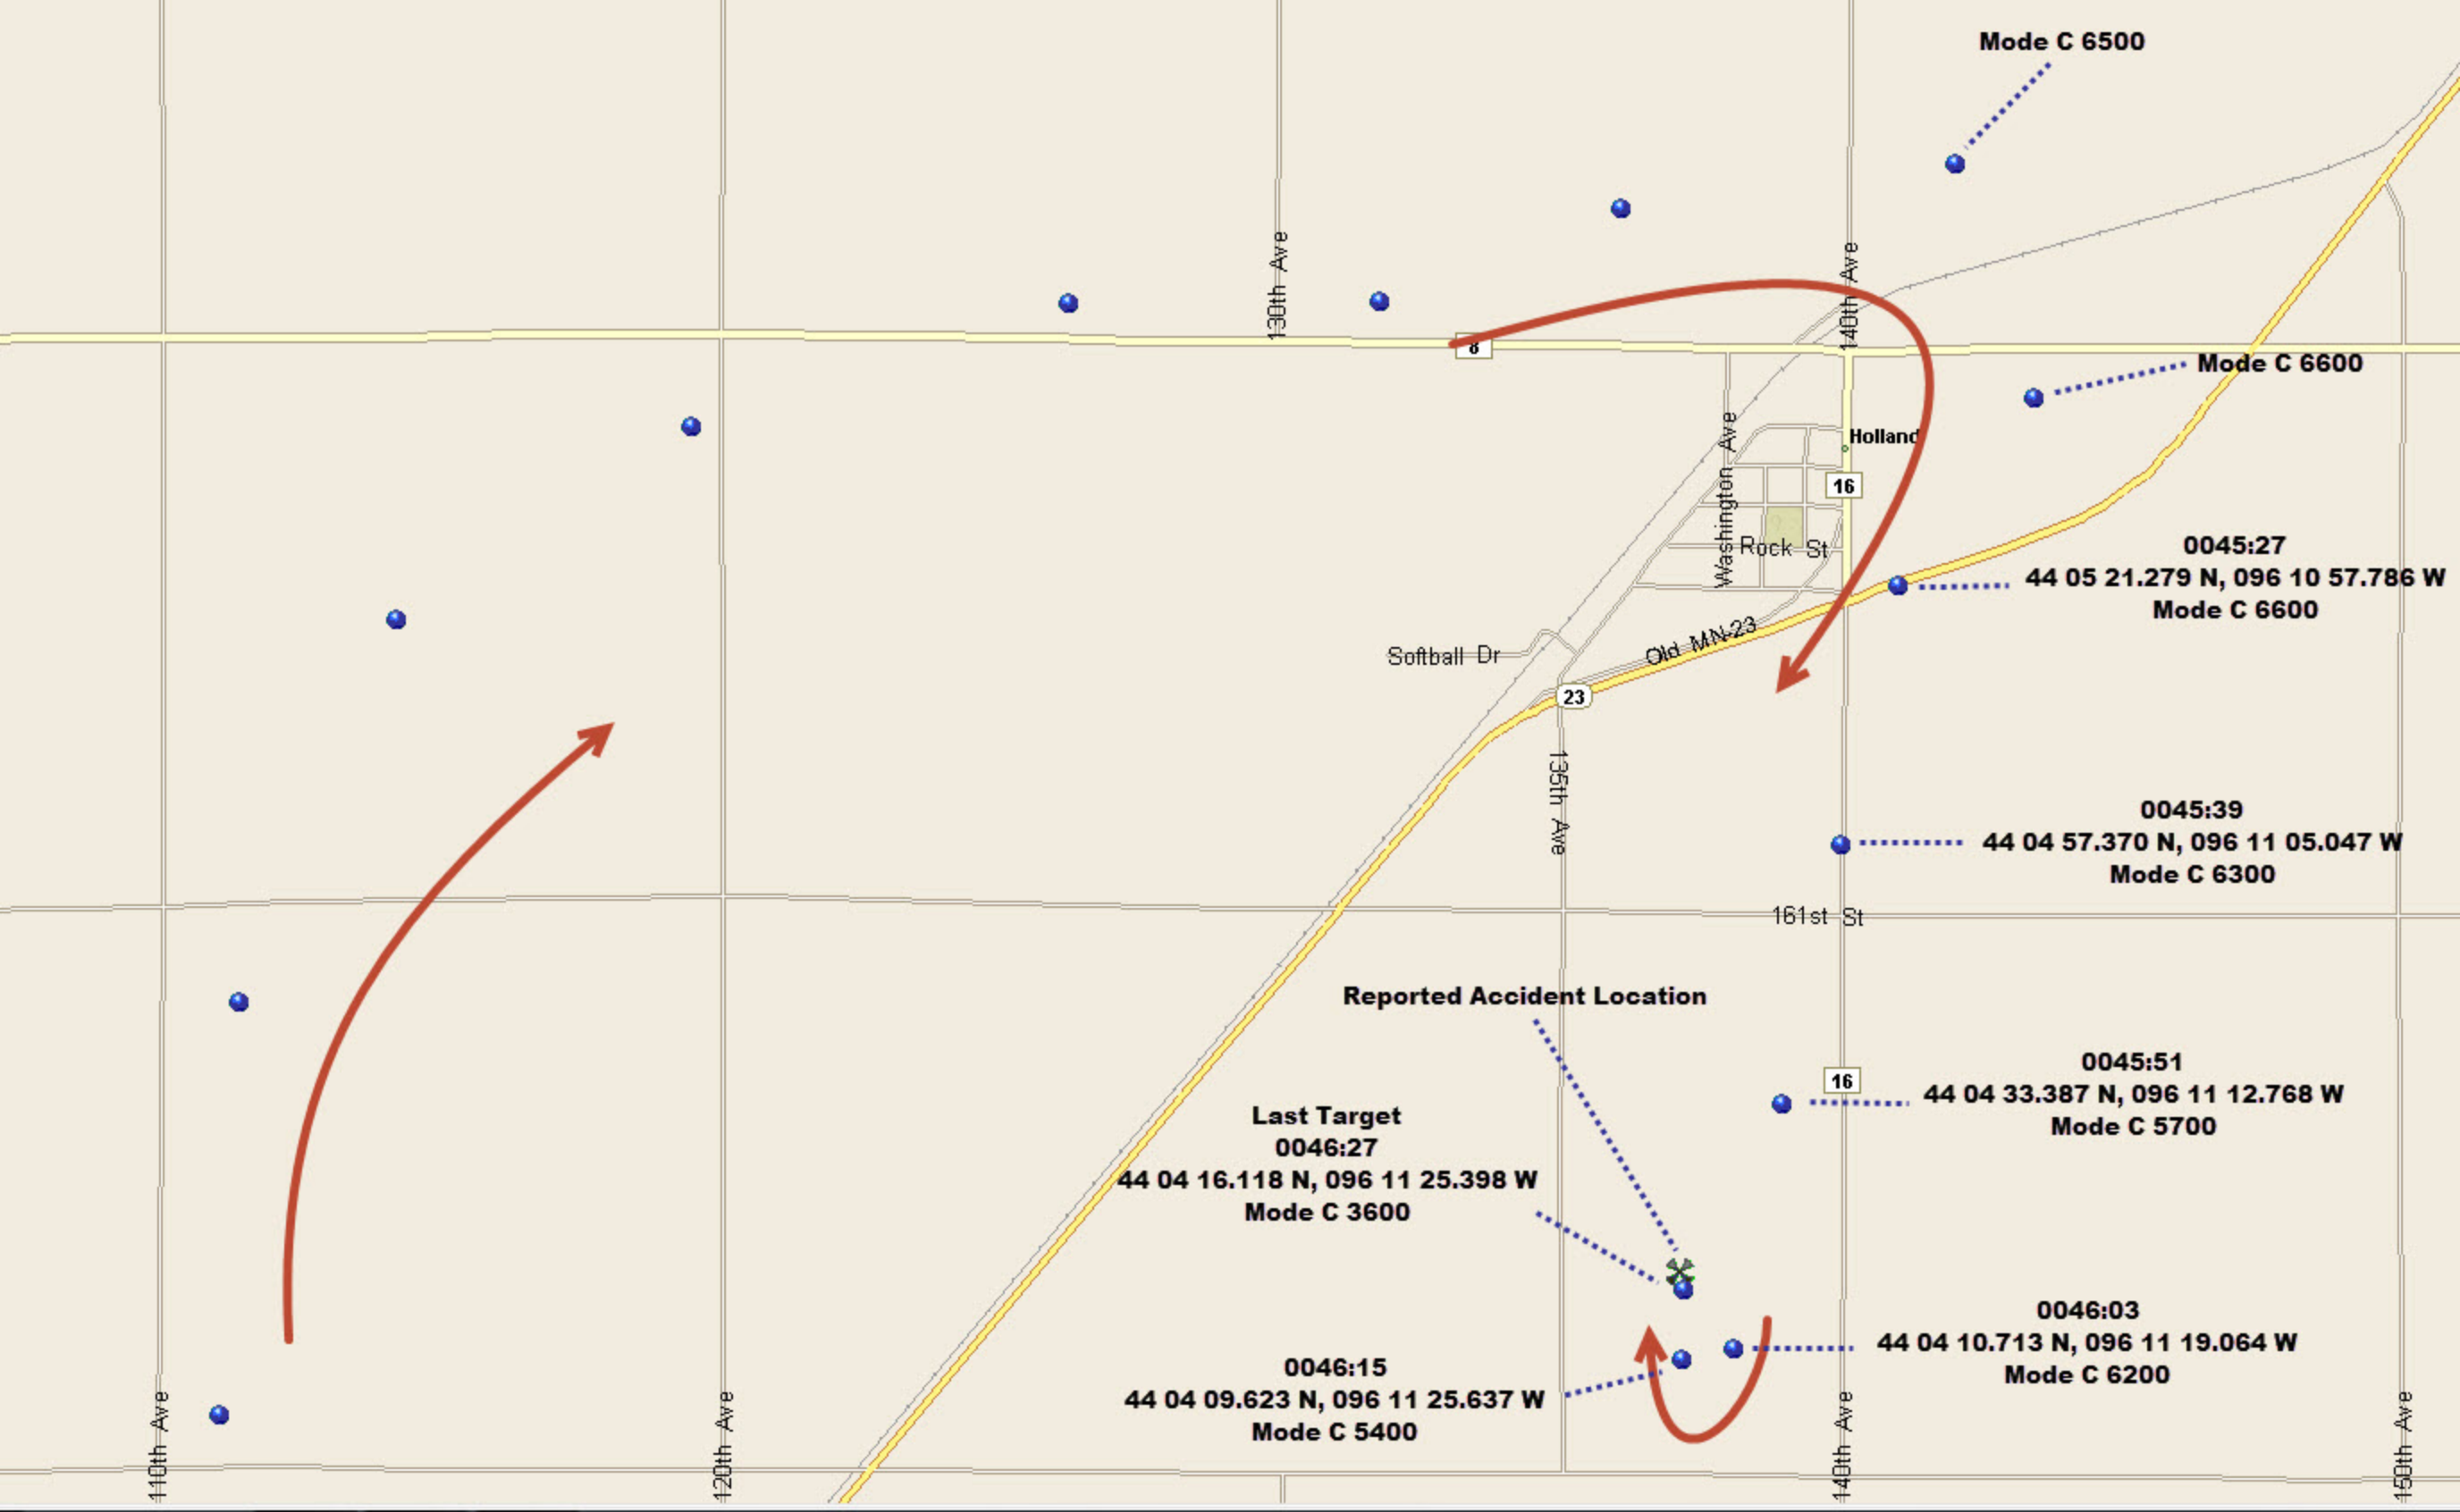 Mode C 6500
130th Ave
140th Ave
8
Mode C 6600
Holland
Washington Ave
16
Rock St
0045:27
44 05 21.279 N, 096 10 57.786 W
Mode C 6600
Old MN-23
Softball Dr
23
135th Ave
0045:39
44 04 57.370 N, 096 11 05.047 W
Mode C 6300
161st St
Reported Accident Location
16
0045:51
44 04 33.387 N, 096 11 12.768 W
Mode C 5700
Last Target
0046:27
44 04 16.118 N, 096 11 25.398 W
Mode C 3600
0046:03
44 04 10.713 N, 096 11 19.064 W
Mode C 6200
0046:15
44 04 09.623 N, 096 11 25.637 W
Mode C 5400
110th Ave
120th Ave
140th Ave
150th Ave